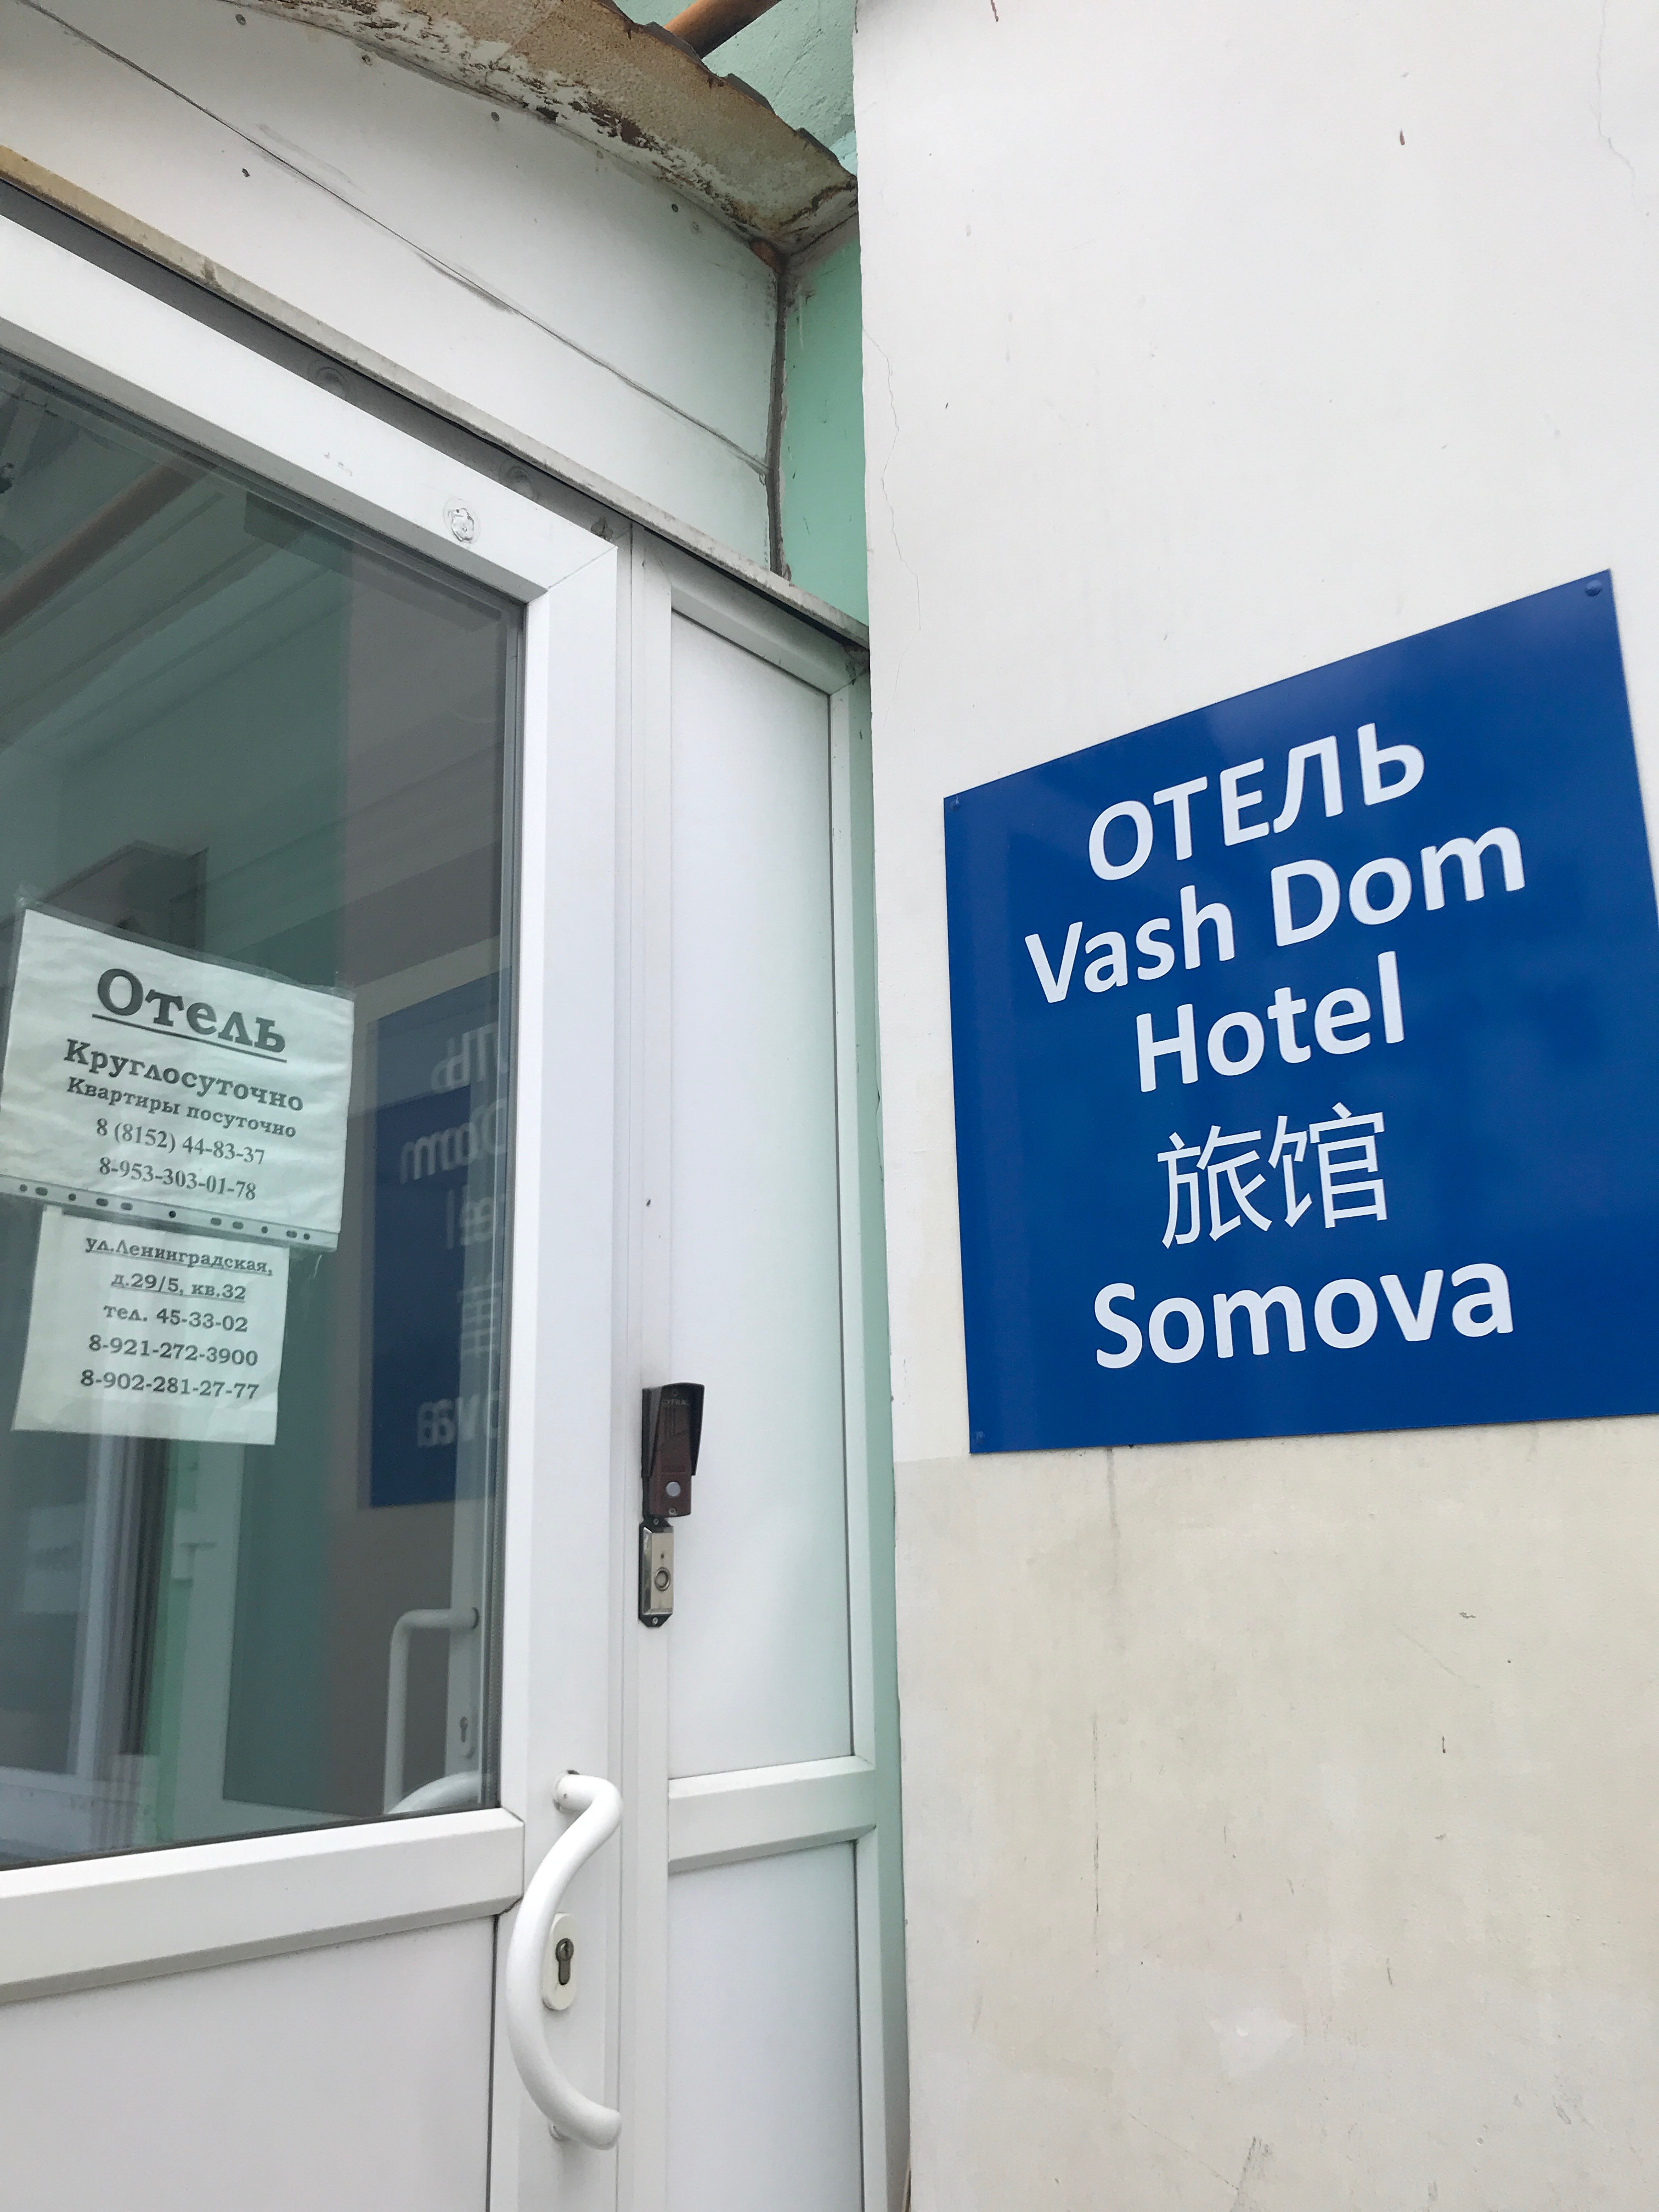 Отель
Круглосуточно
Квартиры посуточно
8 (8152) 44-83-37
8-953-303-01-78
ул.Ленинградская,
д.29/5, кв.32
тел. 45-33-02
8-921-272-3900
8-902-281-27-77
ОТЕЛЬ
Vash Dom
Hotel
旅馆
Somova